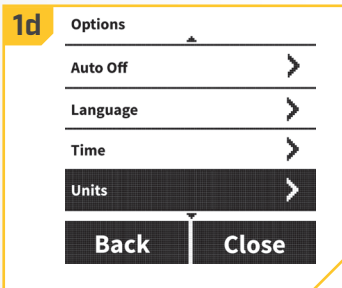 1d
Options
Auto Off
Language
Time
Units
Back Close